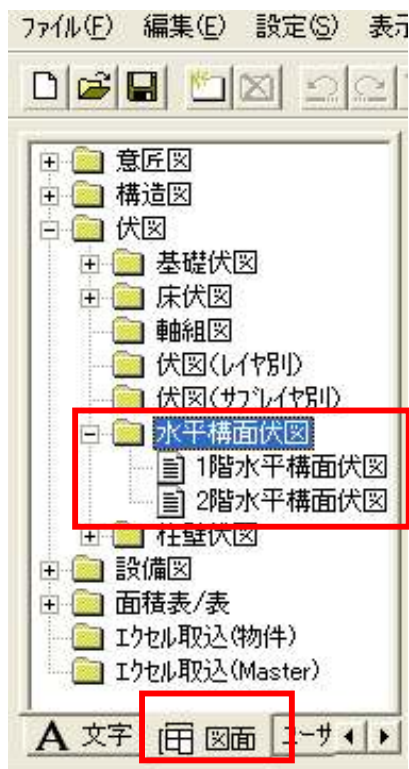 ファイル(F) 編集(E) 設定(S) 表示
意匠図
構造図
伏図
基礎伏図
床伏図
軸組図
伏図(レイヤ別)
伏図(サブレイヤ別)
水平構面伏図
1階水平構面伏図
2階水平構面伏図
柱壁伏図
設備図
面積表/表
エクセル取込(物件)
エクセル取込(Master)
A 文字 図面 ユーザ